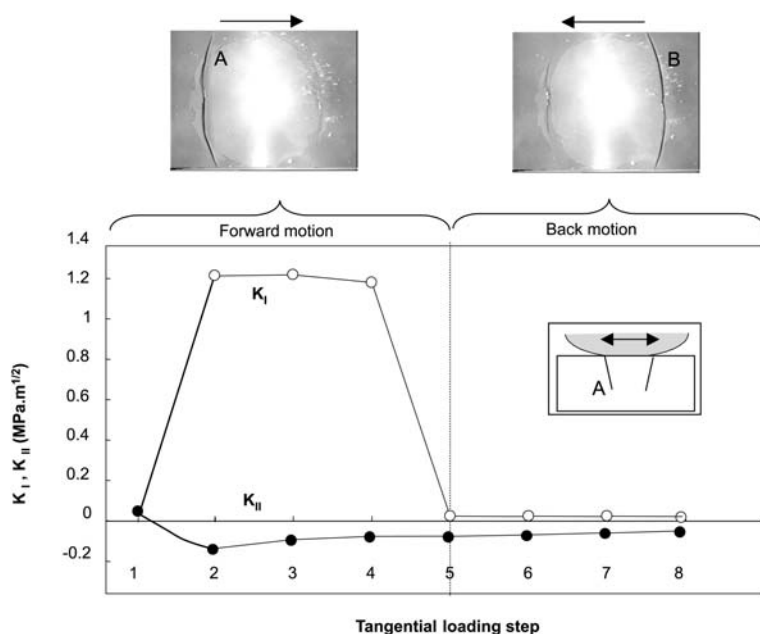 A
B
Forward motion
Back motion
1.4
1.2
1
0.8
0.6
0.4
0.2
0
-0.2
K_I
K_II
A
1 2 3 4 5 6 7 8
K_I , K_II (MPa.m^1/2)
Tangential loading step